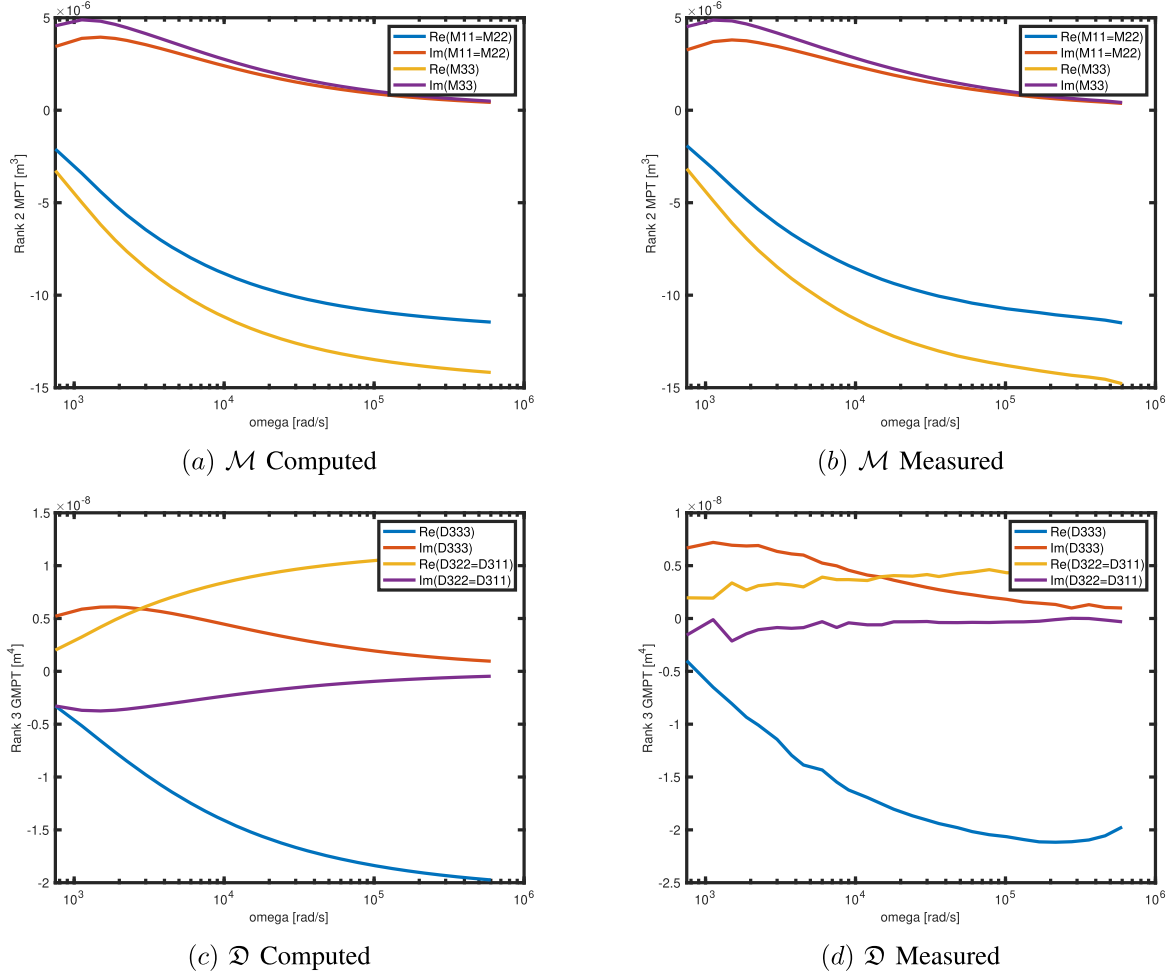 ×10⁻⁶
5
0
-5
-10
-15
Rank 2 MPT [m³]
Re(M11=M22)
Im(M11=M22)
Re(M33)
Im(M33)
10³ 10⁴ 10⁵ 10⁶
omega [rad/s]
(a) ℳ Computed
×10⁻⁶
5
0
-5
-10
-15
Rank 2 MPT [m³]
Re(M11=M22)
Im(M11=M22)
Re(M33)
Im(M33)
10³ 10⁴ 10⁵ 10⁶
omega [rad/s]
(b) ℳ Measured
×10⁻⁸
1.5
1
0.5
0
-0.5
-1
-1.5
-2
Rank 3 GMPT [m⁴]
Re(D333)
Im(D333)
Re(D322=D311)
Im(D322=D311)
10³ 10⁴ 10⁵ 10⁶
omega [rad/s]
(c) 𝔇 Computed
×10⁻⁸
1
0.5
0
-0.5
-1
-1.5
-2
-2.5
Rank 3 GMPT [m⁴]
Re(D333)
Im(D333)
Re(D322=D311)
Im(D322=D311)
10³ 10⁴ 10⁵ 10⁶
omega [rad/s]
(d) 𝔇 Measured